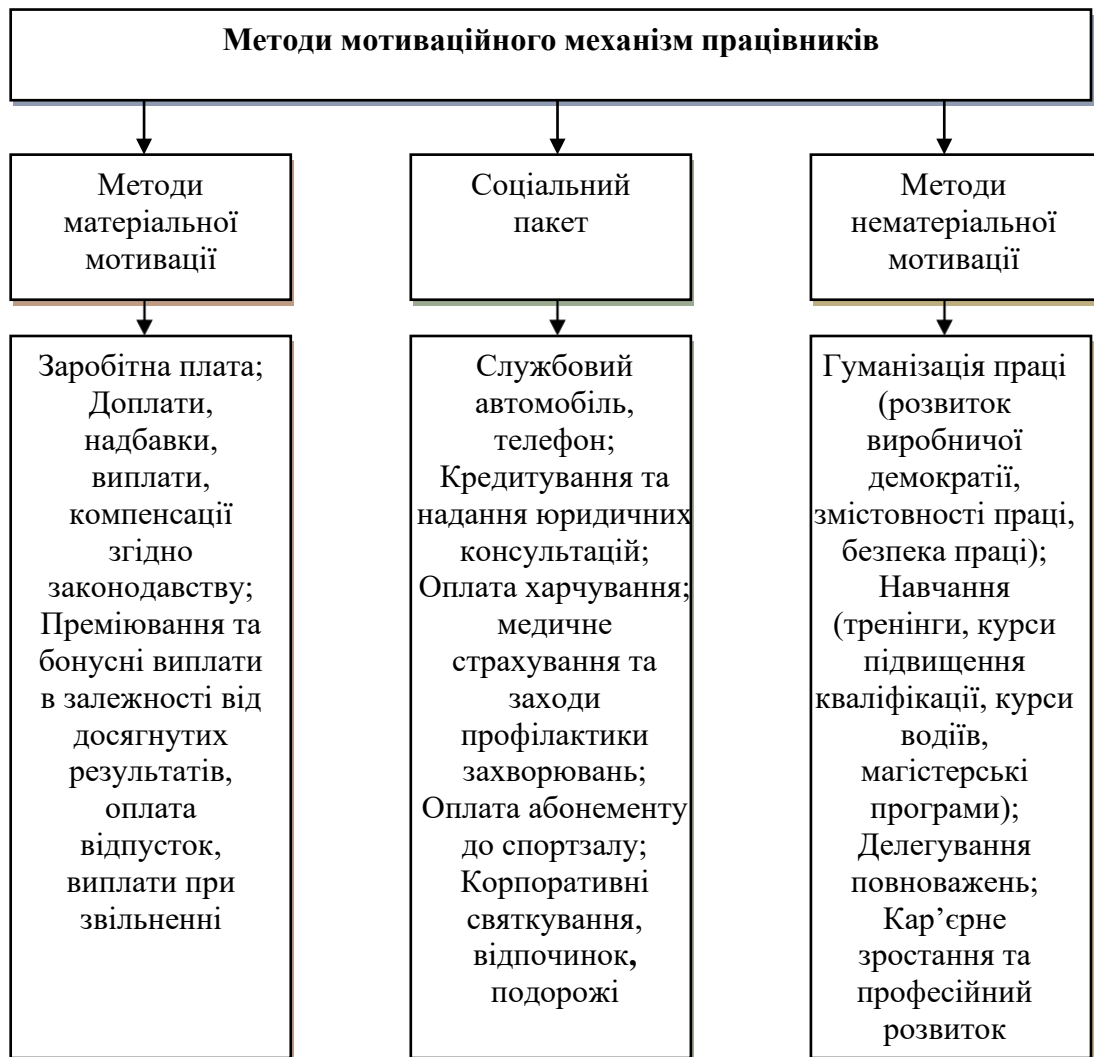 Методи мотиваційного механізм працівників
Методи
матеріальної
мотивації
Соціальний
пакет
Методи
нематеріальної
мотивації
Заробітна плата;
Доплати,
надбавки,
виплати,
компенсації
згідно
законодавству;
Преміювання та
бонусні виплати
в залежності від
досягнутих
результатів,
оплата
відпусток,
виплати при
звільненні
Службовий
автомобіль,
телефон;
Кредитування та
надання юридичних
консультацій;
Оплата харчування;
медичне
страхування та
заходи
профілактики
захворювань;
Оплата абонементу
до спортзалу;
Корпоративні
святкування,
відпочинок,
подорожі
Гуманізація праці
(розвиток
виробничої
демократії,
змістовності праці,
безпека праці);
Навчання
(тренінги, курси
підвищення
кваліфікації, курси
водіїв,
магістерські
програми);
Делегування
повноважень;
Кар’єрне
зростання та
професійний
розвиток